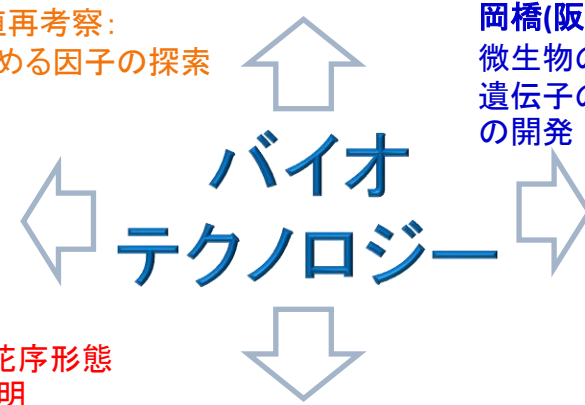 直再考察:
める因子の探索
岡橋(阪
微生物の
遺伝子の
の開発
バイオ
テクノロジー
花序形態
明